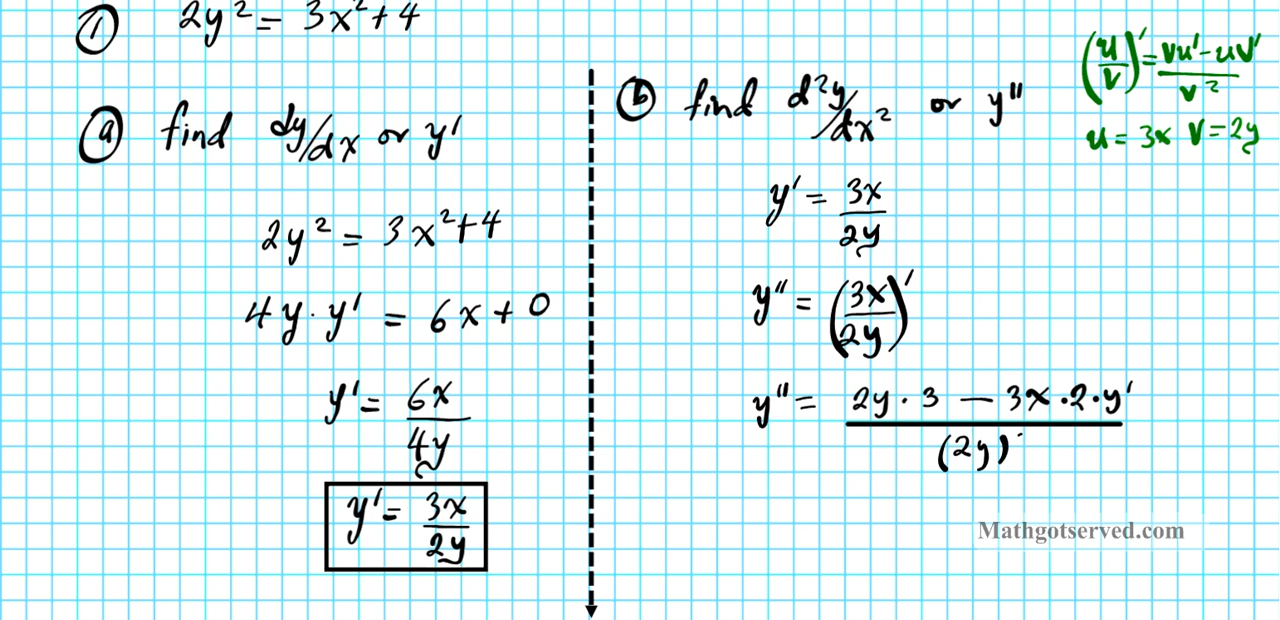 ① 2y² = 3x² + 4
ⓐ find dy/dx or y'
2y² = 3x² + 4
4y · y' = 6x + 0
y' = 6x/4y
y' = 3x/2y
ⓑ find d²y/dx² or y''
y' = 3x/2y
y'' = (3x/2y)'
y'' = (2y · 3 — 3x · 2 · y')/(2y)
(u/v)' = (vu' - uv')/v²
u = 3x v = 2y
Mathgotserved.com